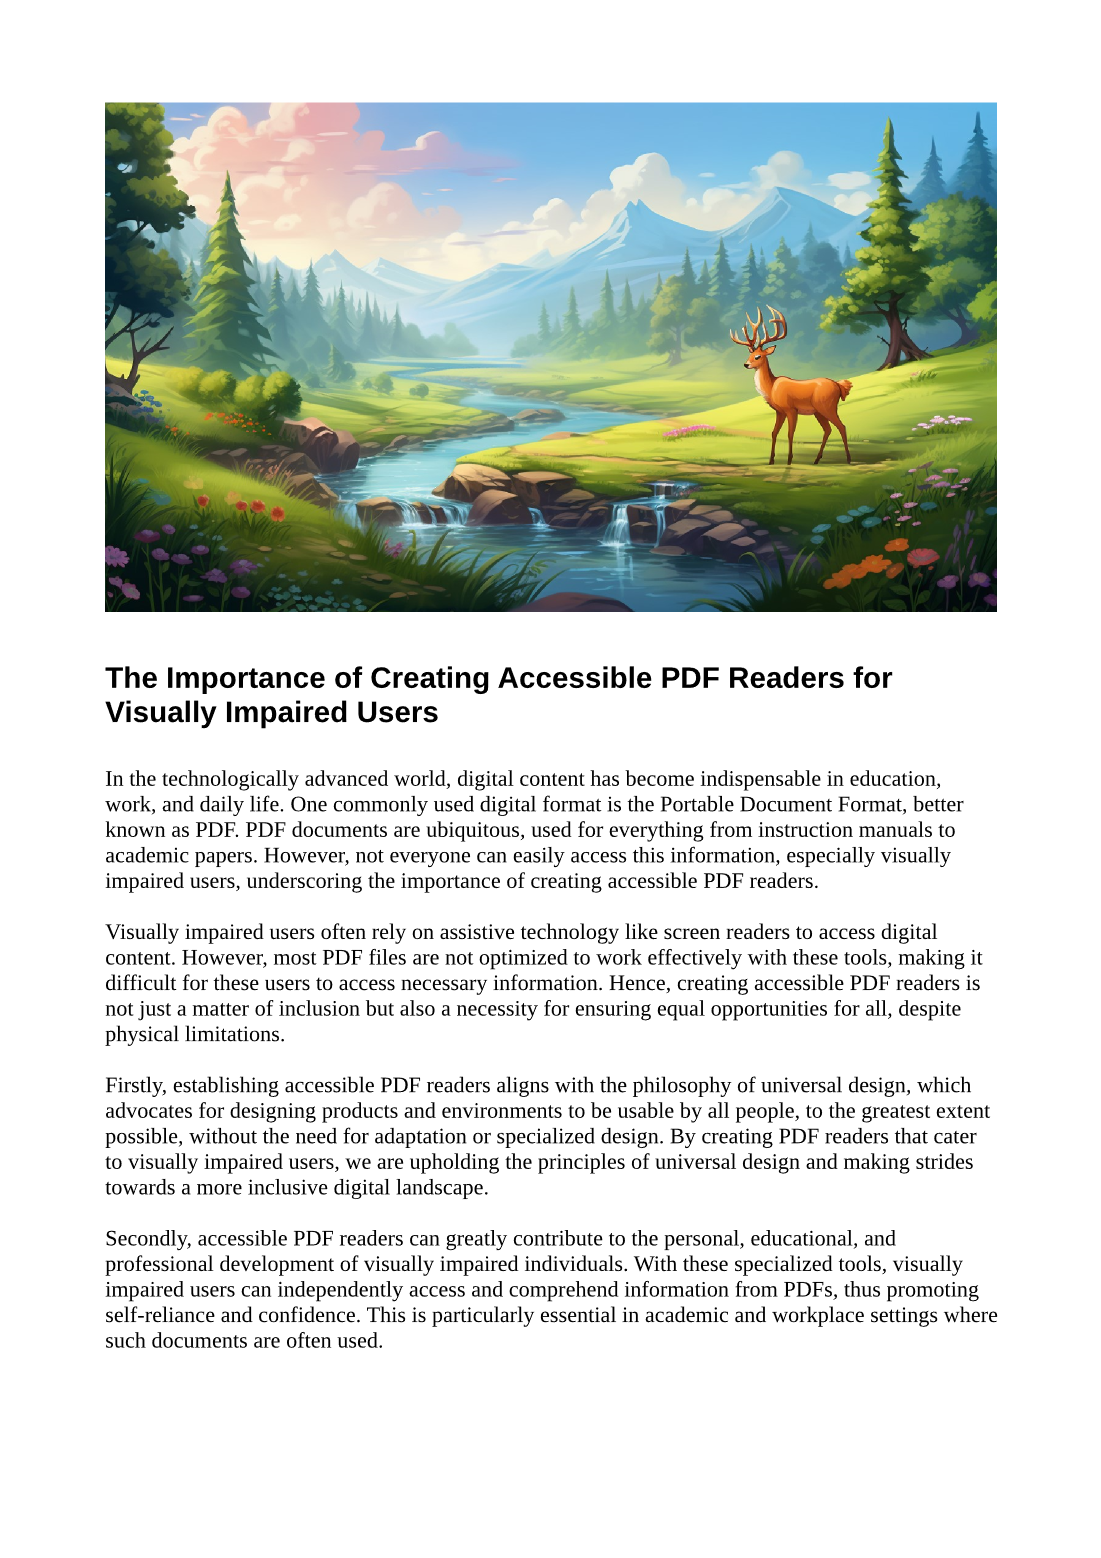 The Importance of Creating Accessible PDF Readers for
Visually Impaired Users
In the technologically advanced world, digital content has become indispensable in education,
work, and daily life. One commonly used digital format is the Portable Document Format, better
known as PDF. PDF documents are ubiquitous, used for everything from instruction manuals to
academic papers. However, not everyone can easily access this information, especially visually
impaired users, underscoring the importance of creating accessible PDF readers.
Visually impaired users often rely on assistive technology like screen readers to access digital
content. However, most PDF files are not optimized to work effectively with these tools, making it
difficult for these users to access necessary information. Hence, creating accessible PDF readers is
not just a matter of inclusion but also a necessity for ensuring equal opportunities for all, despite
physical limitations.
Firstly, establishing accessible PDF readers aligns with the philosophy of universal design, which
advocates for designing products and environments to be usable by all people, to the greatest extent
possible, without the need for adaptation or specialized design. By creating PDF readers that cater
to visually impaired users, we are upholding the principles of universal design and making strides
towards a more inclusive digital landscape.
Secondly, accessible PDF readers can greatly contribute to the personal, educational, and
professional development of visually impaired individuals. With these specialized tools, visually
impaired users can independently access and comprehend information from PDFs, thus promoting
self-reliance and confidence. This is particularly essential in academic and workplace settings where
such documents are often used.